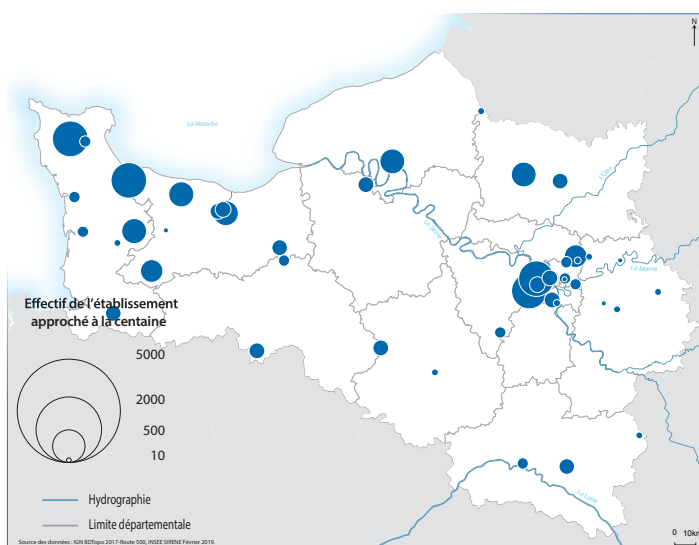 N
La Manche
L'Oise
La Seine
La Marne
Effectif de l'établissement
approché à la centaine
5000
2000
500
10
Hydrographie
La Loire
Limite départementale
0 10km
Source des données : IGN BDTopo 2017-Route 500, INSEE SIRENE Février 2019.